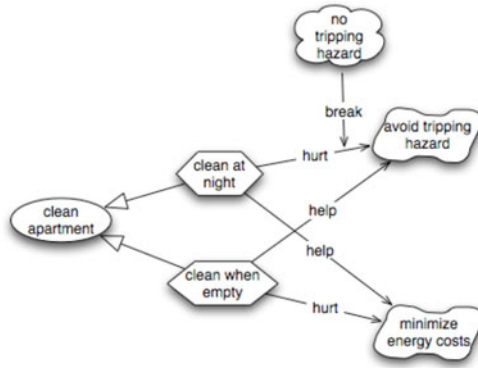 no
tripping
hazard
break
avoid tripping
hazard
hurt
clean at
night
help
clean
apartment
help
clean when
empty
hurt
minimize
energy costs